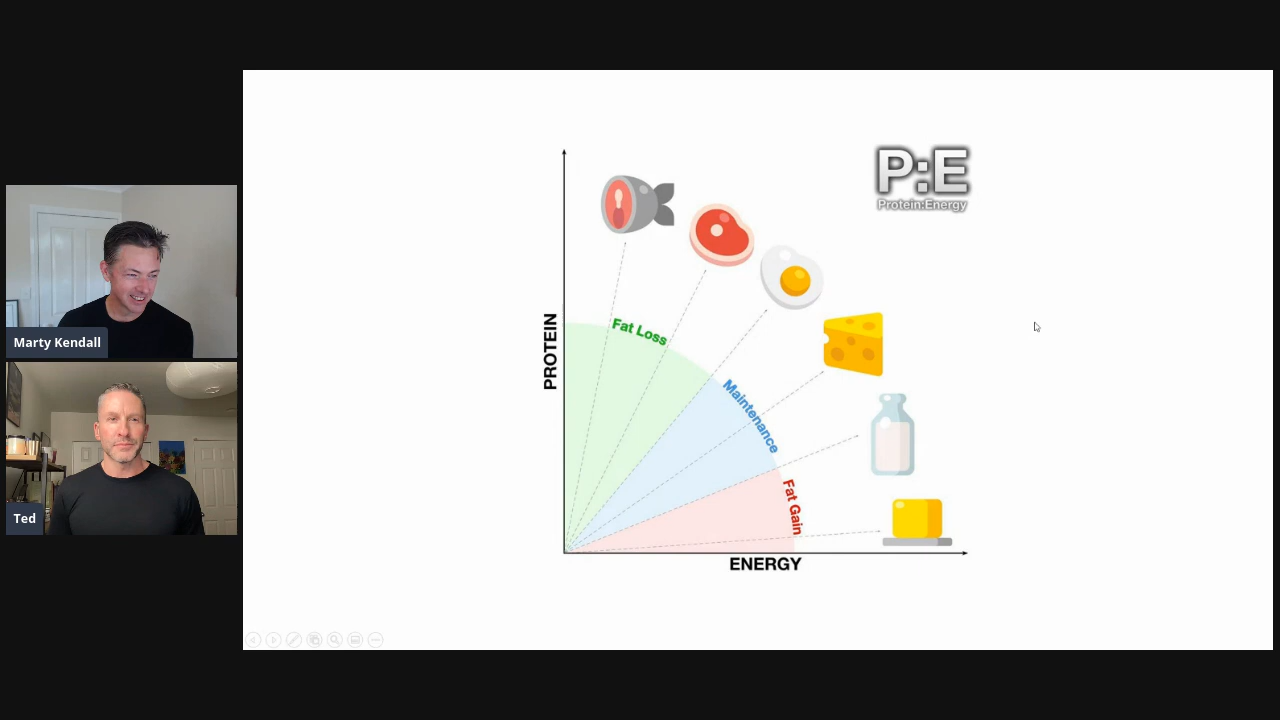 Marty Kendall
Ted
P:E
Protein:Energy
PROTEIN
Fat Loss
Maintenance
Fat Gain
ENERGY